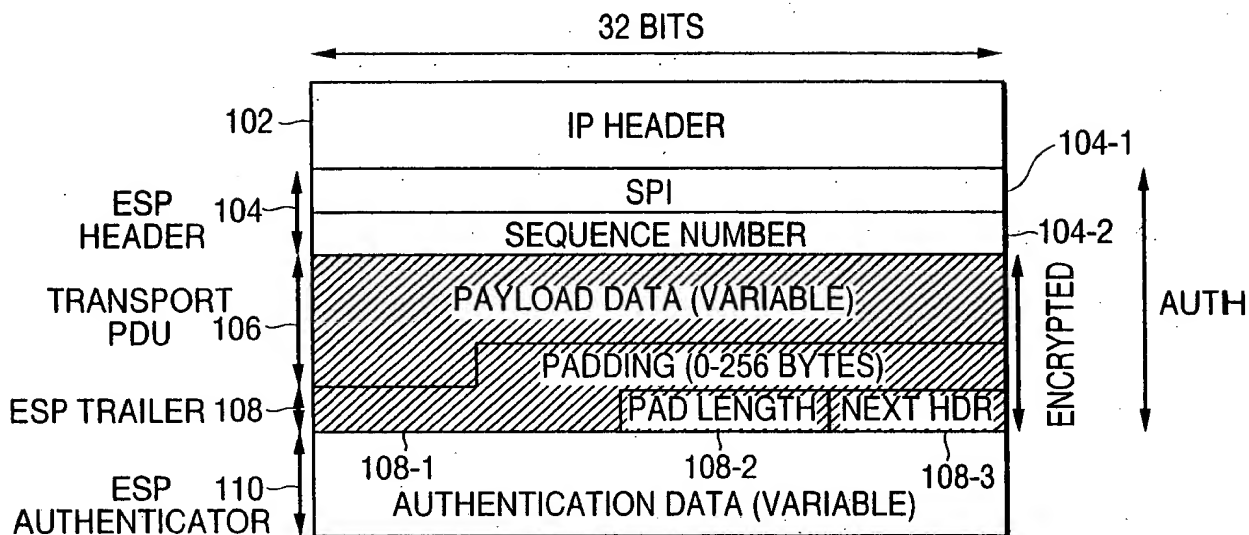 32 BITS
102
IP HEADER
104-1
SPI
ESP
HEADER
104
SEQUENCE NUMBER
104-2
TRANSPORT
PDU
106
PAYLOAD DATA (VARIABLE)
ENCRYPTED
AUTH
PADDING (0-256 BYTES)
ESP TRAILER
108
PAD LENGTH
NEXT HDR
108-1
108-2
108-3
ESP
AUTHENTICATOR
110
AUTHENTICATION DATA (VARIABLE)